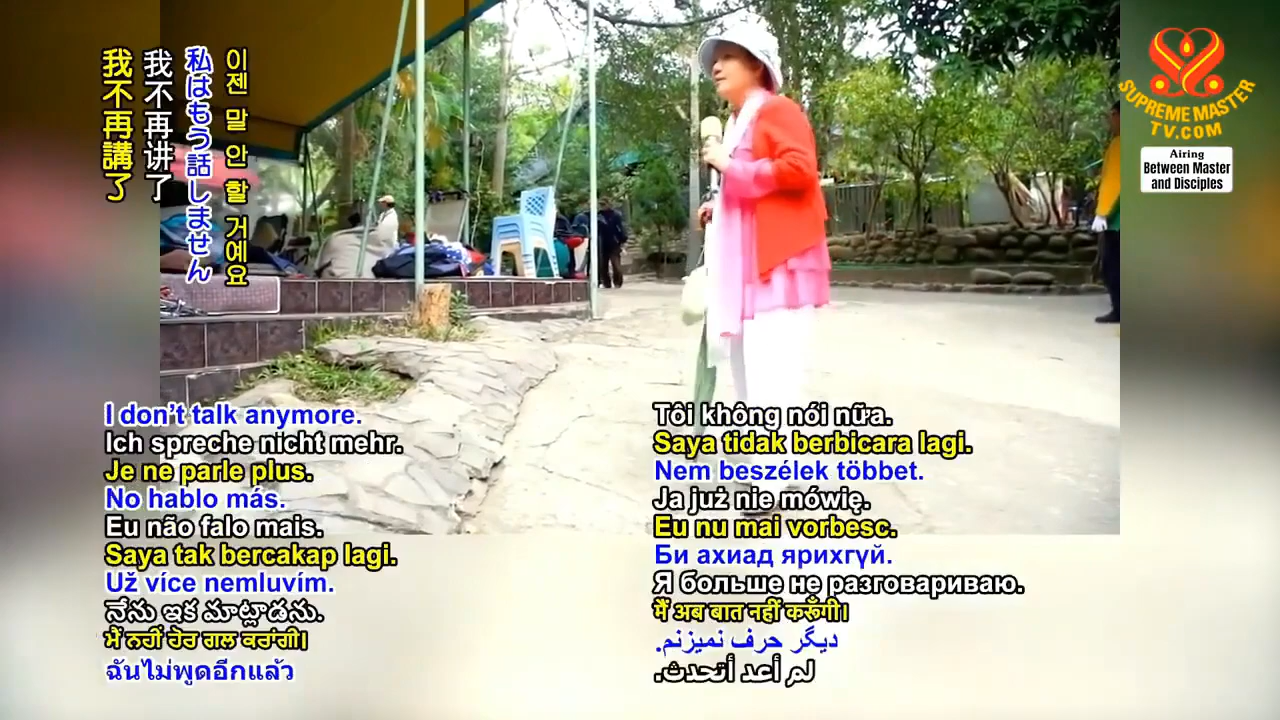 我不再講了
我不再讲了
私はもう話しません
이젠 말 안 할 거예요
SUPREME MASTER
TV.COM
Airing
Between Master
and Disciples
I don't talk anymore.
Ich spreche nicht mehr.
Je ne parle plus.
No hablo más.
Eu não falo mais.
Saya tak bercakap lagi.
Už více nemluvím.
నేను ఇక మాట్లాడను.
ਮੈਂ ਨਹੀਂ ਹੋਰ ਗਲ ਕਰਾਂਗੀ।
ฉันไม่พูดอีกแล้ว
Tôi không nói nữa.
Saya tidak berbicara lagi.
Nem beszélek többet.
Ja już nie mówię.
Eu nu mai vorbesc.
Би ахиад ярихгүй.
Я больше не разговариваю.
मैं अब बात नहीं करूँगी।
دیگر حرف نمیزنم.
لم أعد أتحدث.